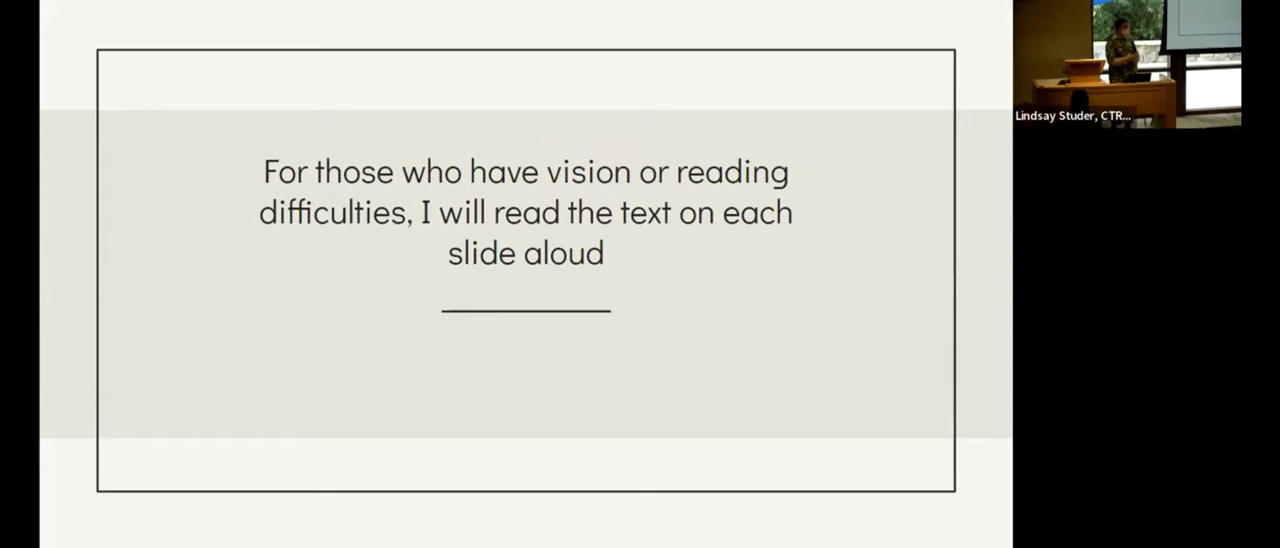 For those who have vision or reading
difficulties, I will read the text on each
slide aloud
Lindsay Studer, CTR...